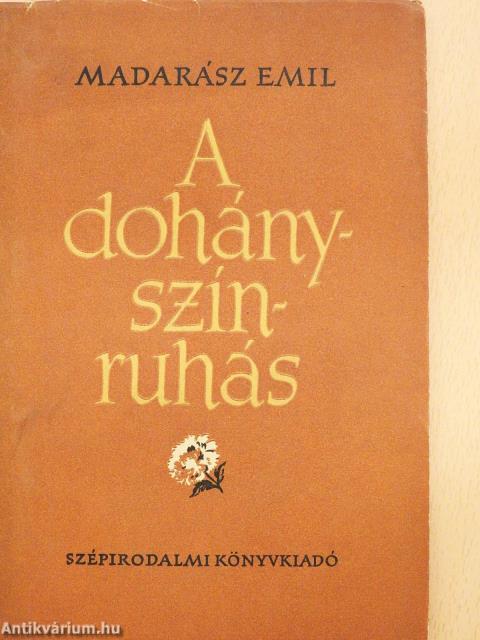 MADARÁSZ EMIL
A
dohány-
szín-
ruhás
SZÉPIRODALMI KÖNYVKIADÓ
Antikvárium.hu